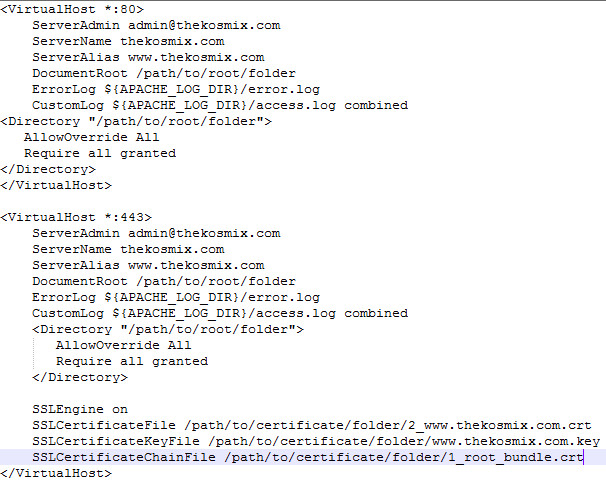 <VirtualHost *:80>
ServerAdmin admin@thekosmix.com
ServerName thekosmix.com
ServerAlias www.thekosmix.com
DocumentRoot /path/to/root/folder
ErrorLog ${APACHE_LOG_DIR}/error.log
CustomLog ${APACHE_LOG_DIR}/access.log combined
<Directory "/path/to/root/folder">
AllowOverride All
Require all granted
</Directory>
</VirtualHost>

<VirtualHost *:443>
ServerAdmin admin@thekosmix.com
ServerName thekosmix.com
ServerAlias www.thekosmix.com
DocumentRoot /path/to/root/folder
ErrorLog ${APACHE_LOG_DIR}/error.log
CustomLog ${APACHE_LOG_DIR}/access.log combined
<Directory "/path/to/root/folder">
AllowOverride All
Require all granted
</Directory>

SSLEngine on
SSLCertificateFile /path/to/certificate/folder/2_www.thekosmix.com.crt
SSLCertificateKeyFile /path/to/certificate/folder/www.thekosmix.com.key
SSLCertificateChainFile /path/to/certificate/folder/1_root_bundle.crt
</VirtualHost>